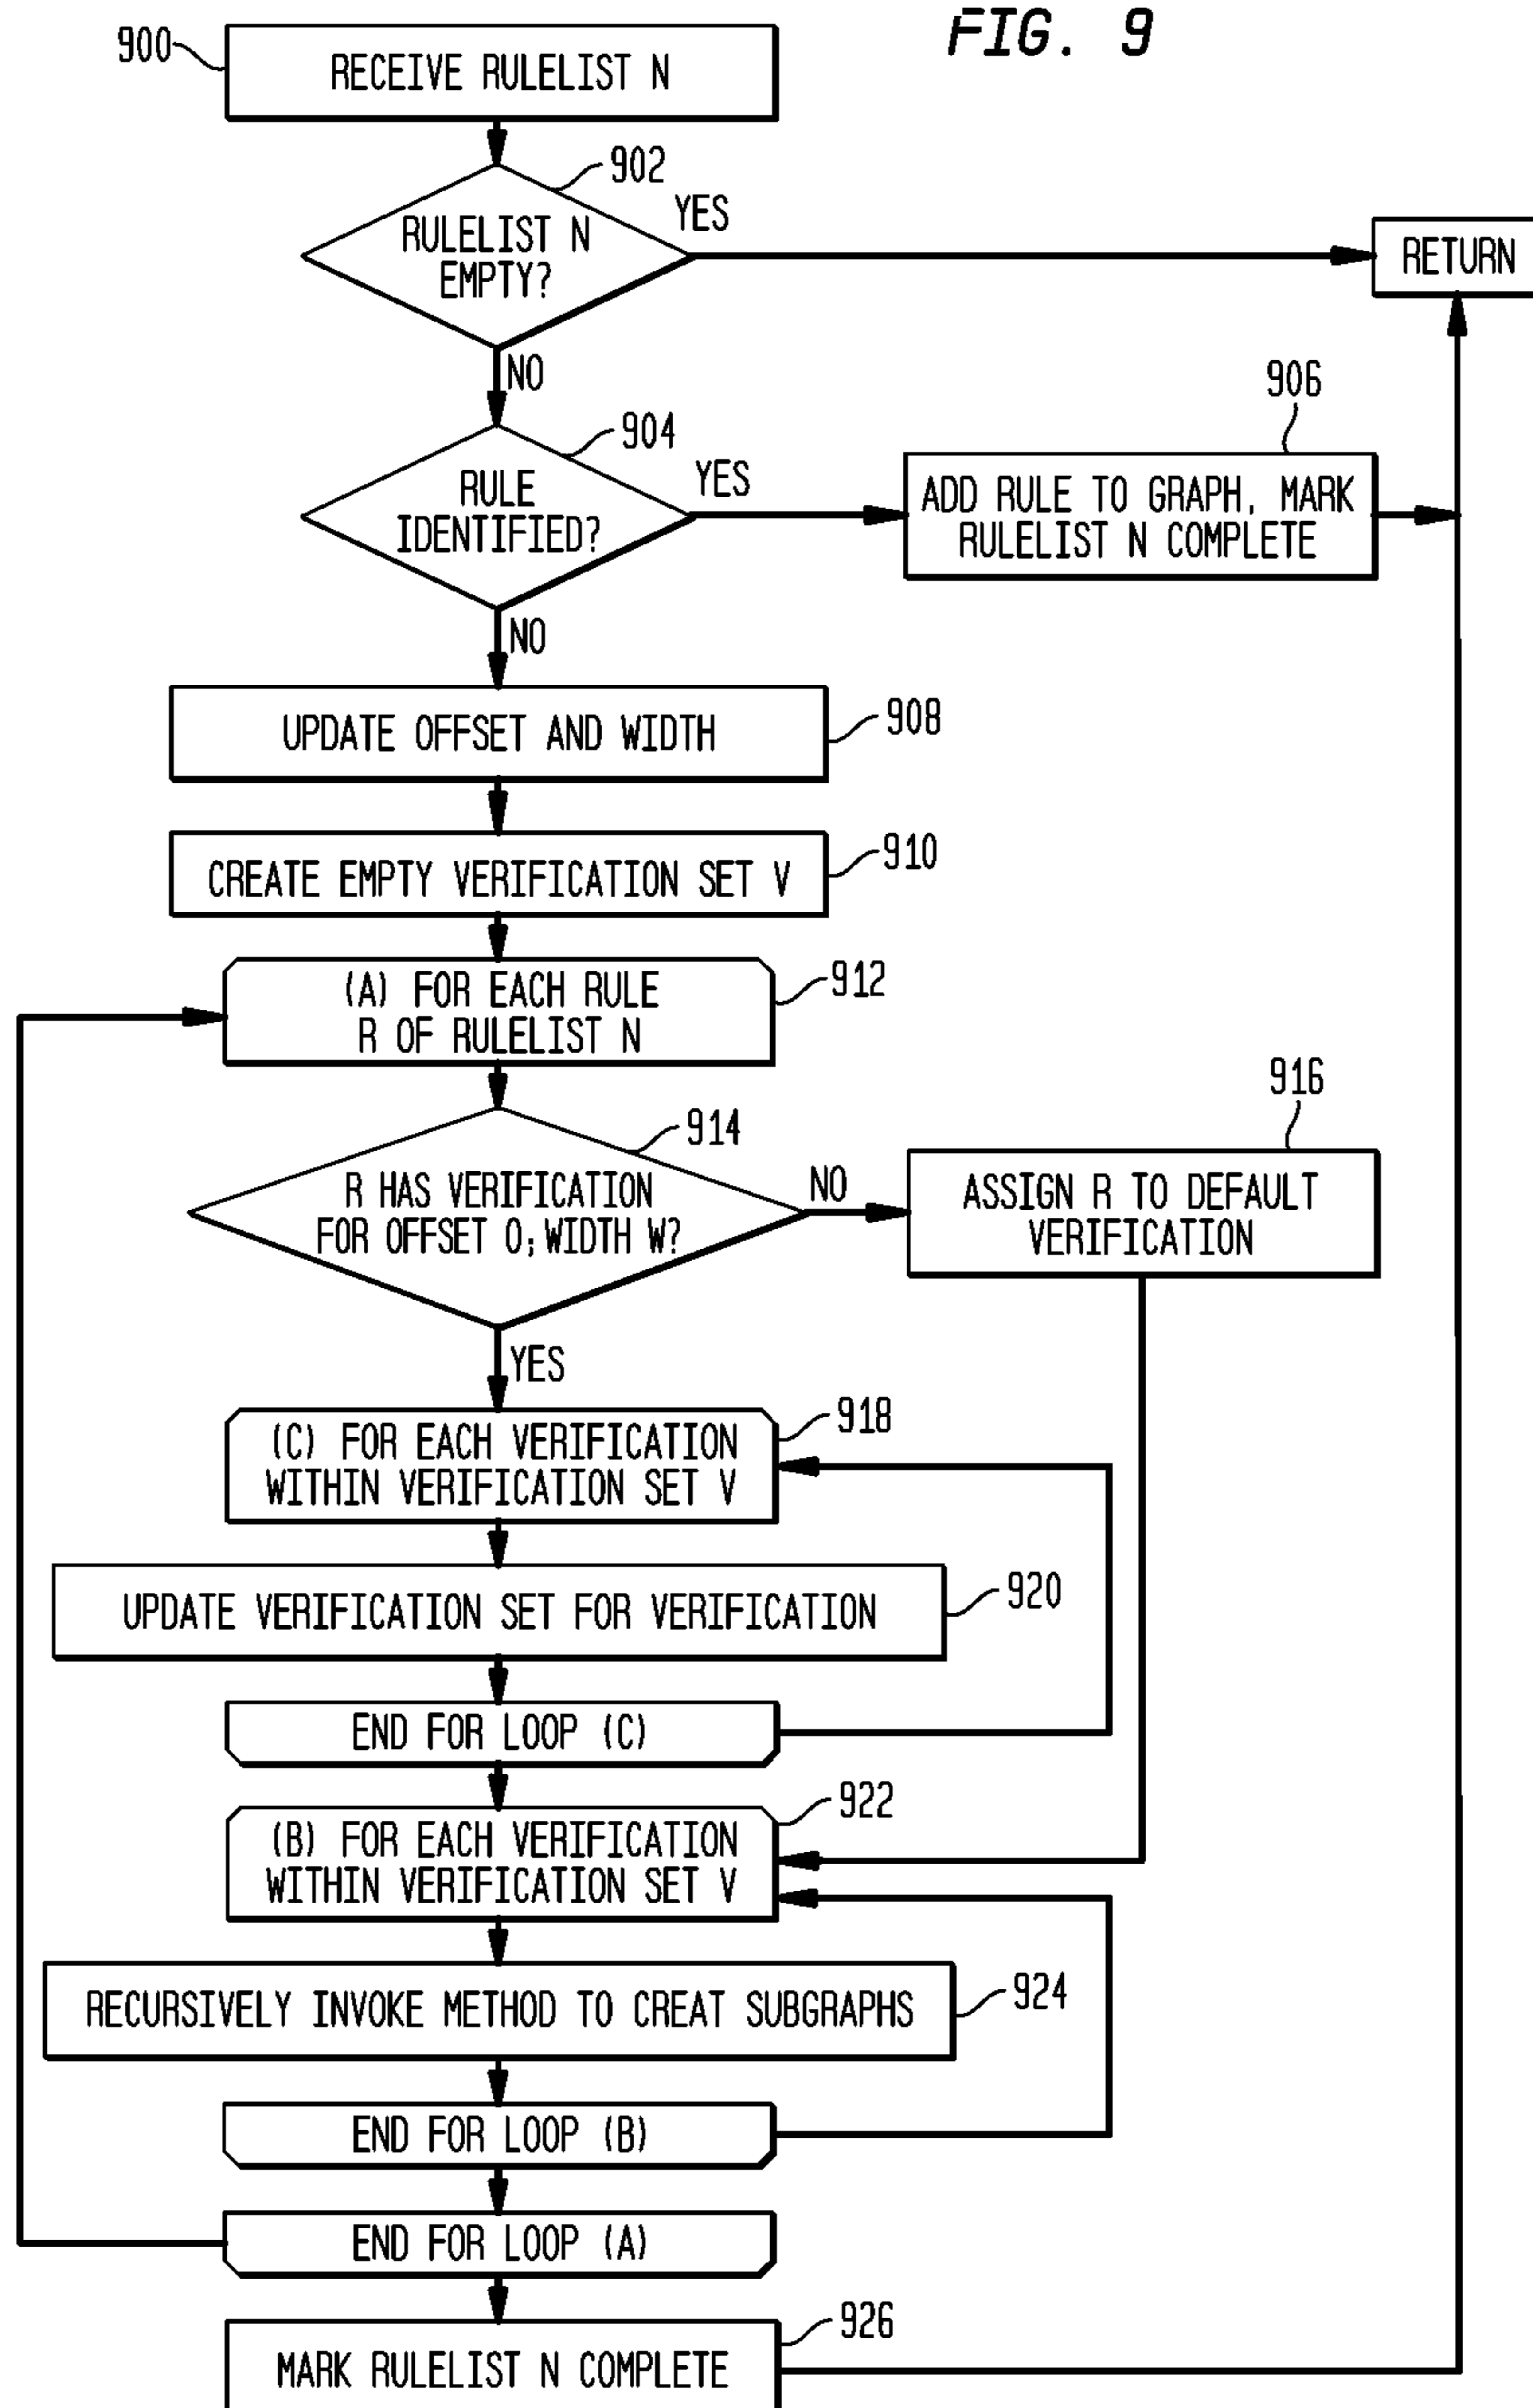 FIG. 9
900
RECEIVE RULELIST N
902
RULELIST N
EMPTY?
YES
RETURN
NO
904
RULE
IDENTIFIED?
YES
906
ADD RULE TO GRAPH, MARK
RULELIST N COMPLETE
NO
UPDATE OFFSET AND WIDTH
908
CREATE EMPTY VERIFICATION SET V
910
(A) FOR EACH RULE
R OF RULELIST N
912
914
R HAS VERIFICATION
FOR OFFSET O; WIDTH W?
NO
916
ASSIGN R TO DEFAULT
VERIFICATION
YES
918
(C) FOR EACH VERIFICATION
WITHIN VERIFICATION SET V
UPDATE VERIFICATION SET FOR VERIFICATION
920
END FOR LOOP (C)
922
(B) FOR EACH VERIFICATION
WITHIN VERIFICATION SET V
RECURSIVELY INVOKE METHOD TO CREAT SUBGRAPHS
924
END FOR LOOP (B)
END FOR LOOP (A)
926
MARK RULELIST N COMPLETE